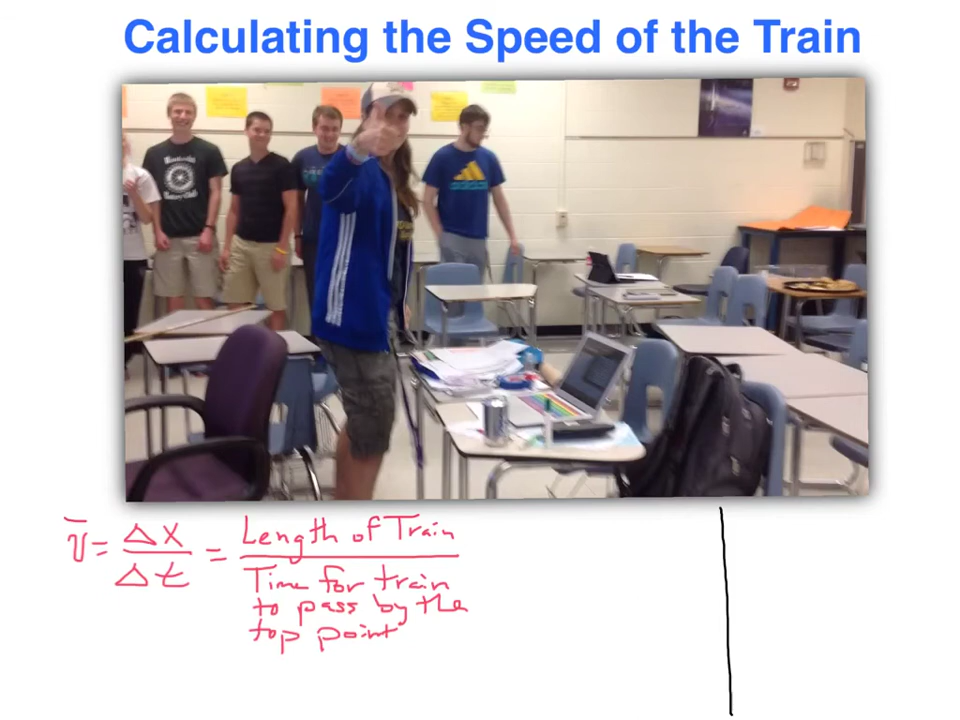 Calculating the Speed of the Train
adidas
v̄ = Δx / Δt = Length of Train / Time for train
to pass by the
top point